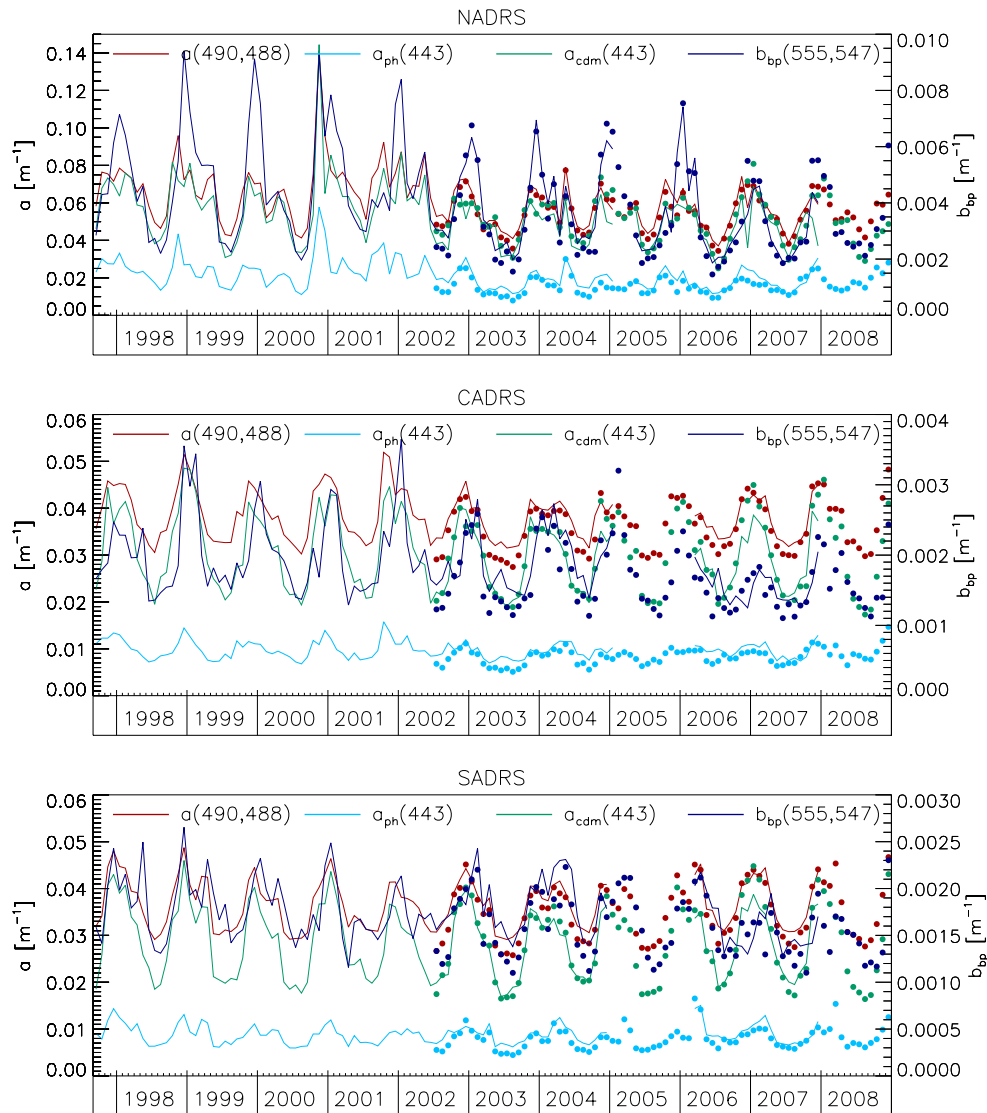 NADRS
a(490,488) a_ph(443) a_cdm(443) b_bp(555,547)
0.14 0.12 0.10 0.08 0.06 0.04 0.02 0.00
a [m⁻¹]
0.010 0.008 0.006 0.004 0.002 0.000
b_bp [m⁻¹]
1998 1999 2000 2001 2002 2003 2004 2005 2006 2007 2008
CADRS
a(490,488) a_ph(443) a_cdm(443) b_bp(555,547)
0.06 0.05 0.04 0.03 0.02 0.01 0.00
a [m⁻¹]
0.004 0.003 0.002 0.001 0.000
b_bp [m⁻¹]
1998 1999 2000 2001 2002 2003 2004 2005 2006 2007 2008
SADRS
a(490,488) a_ph(443) a_cdm(443) b_bp(555,547)
0.06 0.05 0.04 0.03 0.02 0.01 0.00
a [m⁻¹]
0.0030 0.0025 0.0020 0.0015 0.0010 0.0005 0.0000
b_bp [m⁻¹]
1998 1999 2000 2001 2002 2003 2004 2005 2006 2007 2008